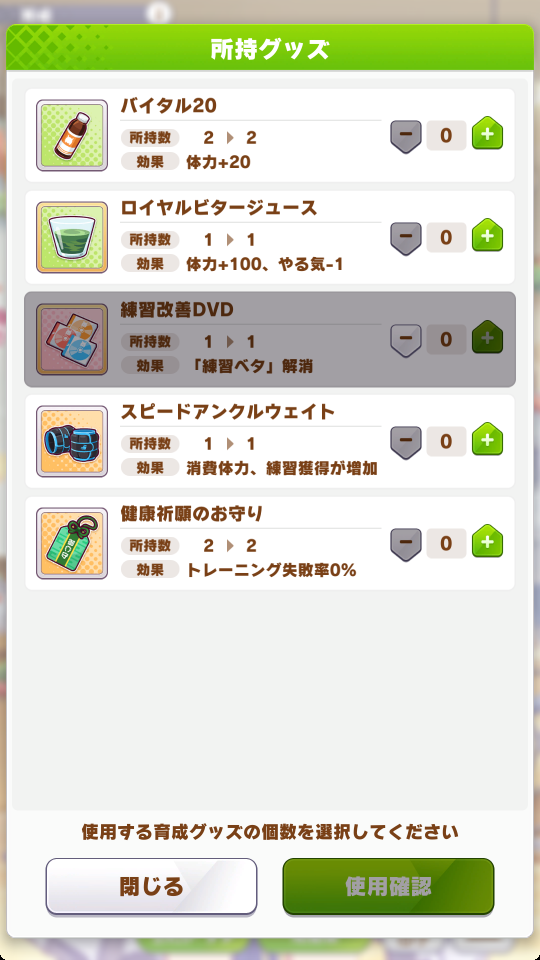 所持グッズ
バイタル20
所持数 2 2
効果 体力+20
0
ロイヤルビタージュース
所持数 1 1
効果 体力+100、やる気-1
0
練習改善DVD
所持数 1 1
効果 「練習ベタ」解消
0
スピードアンクルウェイト
所持数 1 1
効果 消費体力、練習獲得が増加
0
健康祈願のお守り
所持数 2 2
効果 トレーニング失敗率0%
0
使用する育成グッズの個数を選択してください
閉じる
使用確認